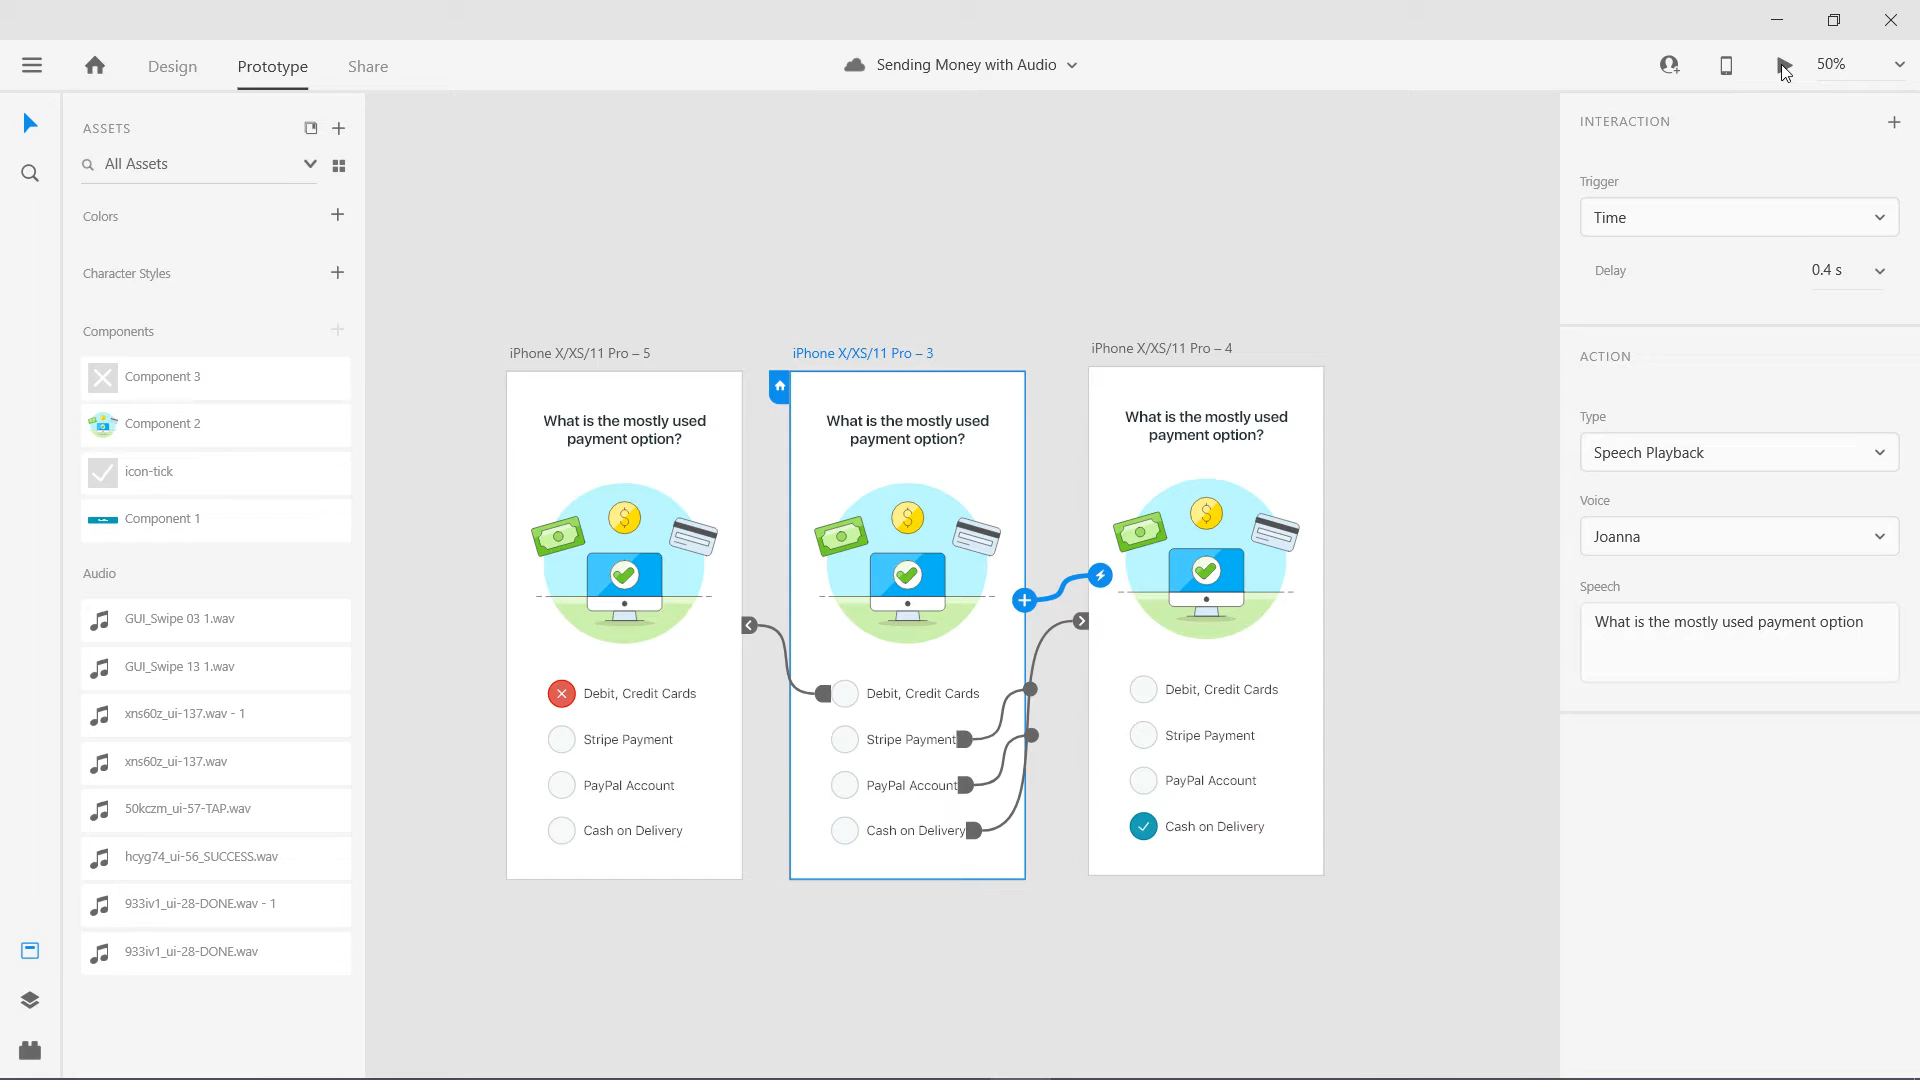 Design
Prototype
Share
Sending Money with Audio
50%
ASSETS
All Assets
Colors
Character Styles
Components
Component 3
Component 2
icon-tick
Component 1
Audio
GUI_Swipe 03 1.wav
GUI_Swipe 13 1.wav
xns60z_ui-137.wav - 1
xns60z_ui-137.wav
50kczm_ui-57-TAP.wav
hcyg74_ui-56_SUCCESS.wav
933iv1_ui-28-DONE.wav - 1
933iv1_ui-28-DONE.wav
iPhone X/XS/11 Pro – 5
What is the mostly used
payment option?
Debit, Credit Cards
Stripe Payment
PayPal Account
Cash on Delivery
iPhone X/XS/11 Pro – 3
What is the mostly used
payment option?
Debit, Credit Cards
Stripe Payment
PayPal Account
Cash on Delivery
iPhone X/XS/11 Pro – 4
What is the mostly used
payment option?
Debit, Credit Cards
Stripe Payment
PayPal Account
Cash on Delivery
INTERACTION
Trigger
Time
Delay
0.4 s
ACTION
Type
Speech Playback
Voice
Joanna
Speech
What is the mostly used payment option